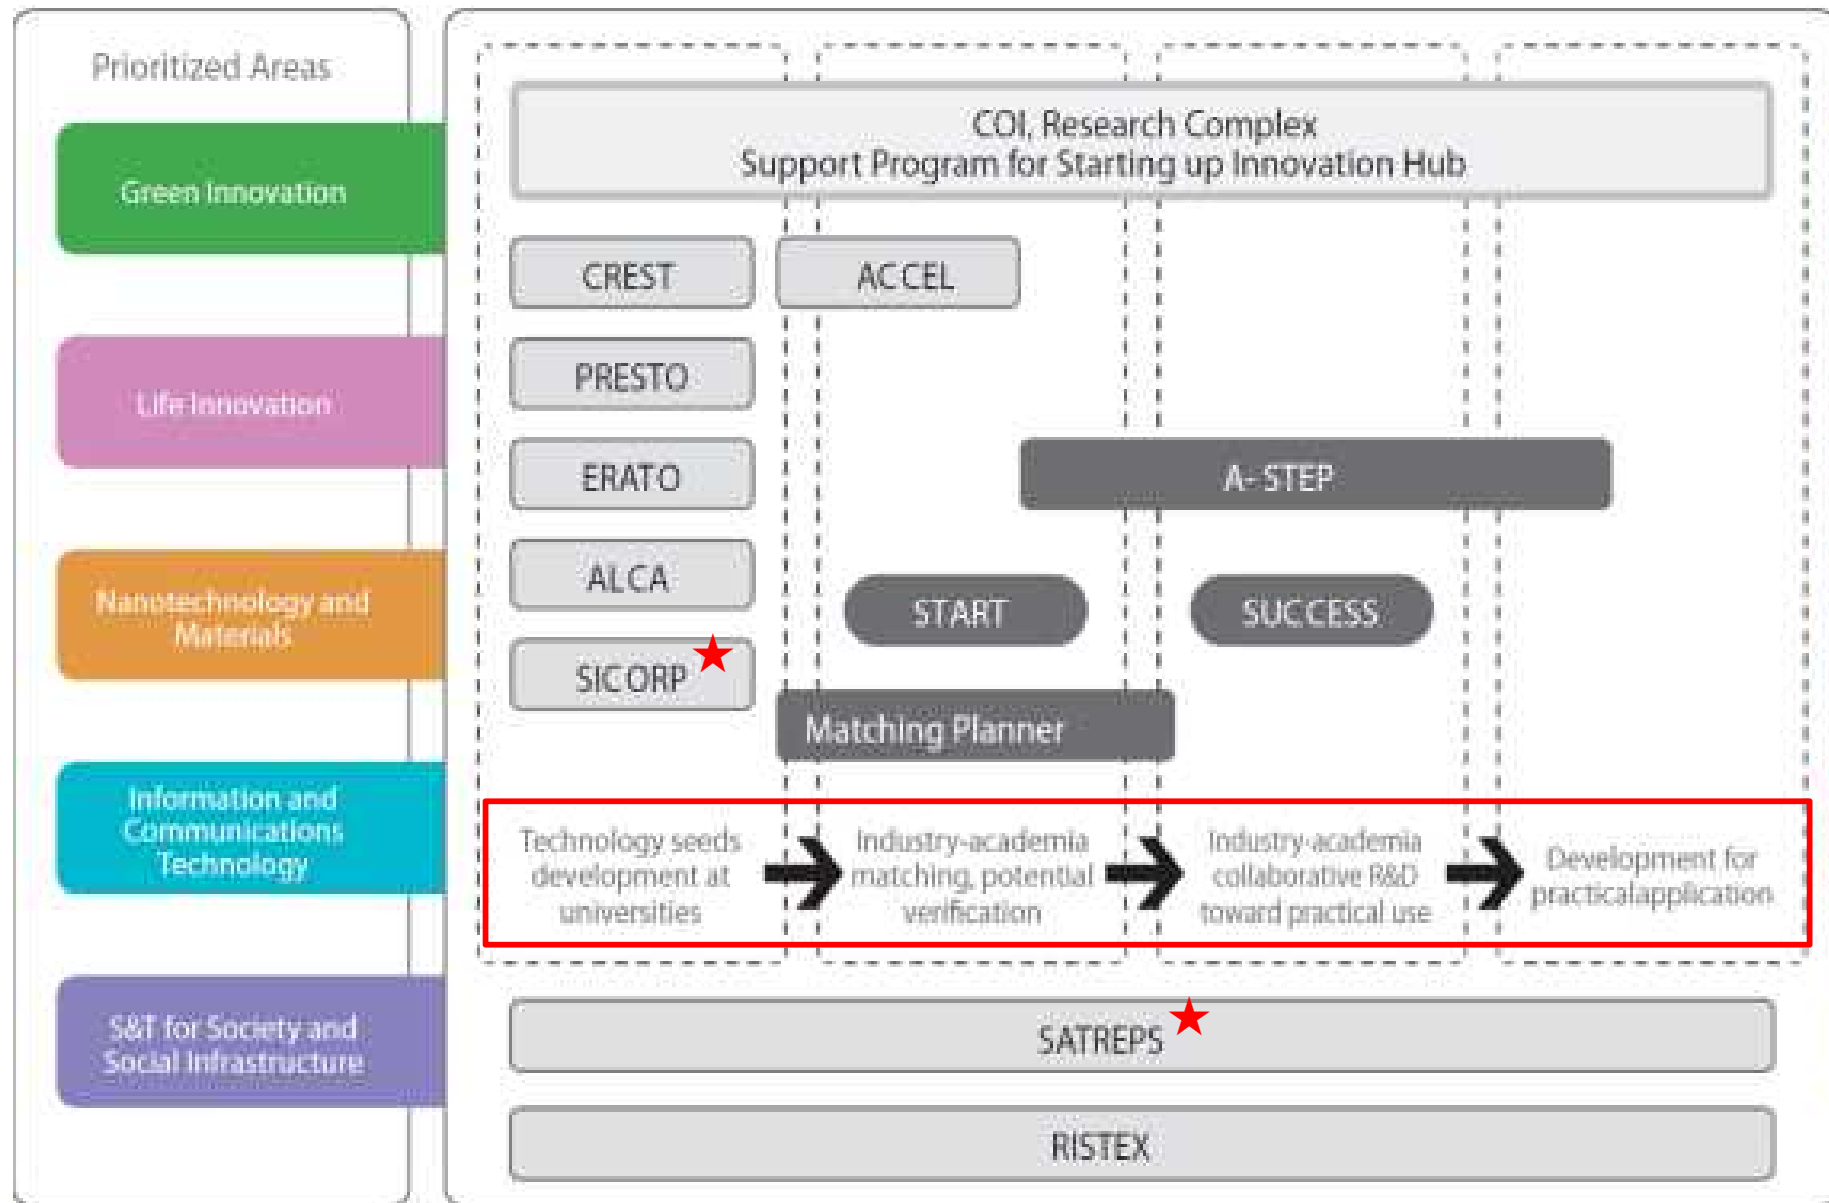 Prioritized Areas
Green Innovation
Life Innovation
Nanotechnology and
Materials
Information and
Communications
Technology
S&T for Society and
Social Infrastructure
COI, Research Complex
Support Program for Starting up Innovation Hub
CREST
ACCEL
PRESTO
ERATO
A- STEP
ALCA
START
SUCCESS
SICORP
Matching Planner
Technology seeds
development at
universities
Industry-academia
matching, potential
verification
Industry-academia
collaborative R&D
toward practical use
Development for
practicalapplication
SATREPS
RISTEX